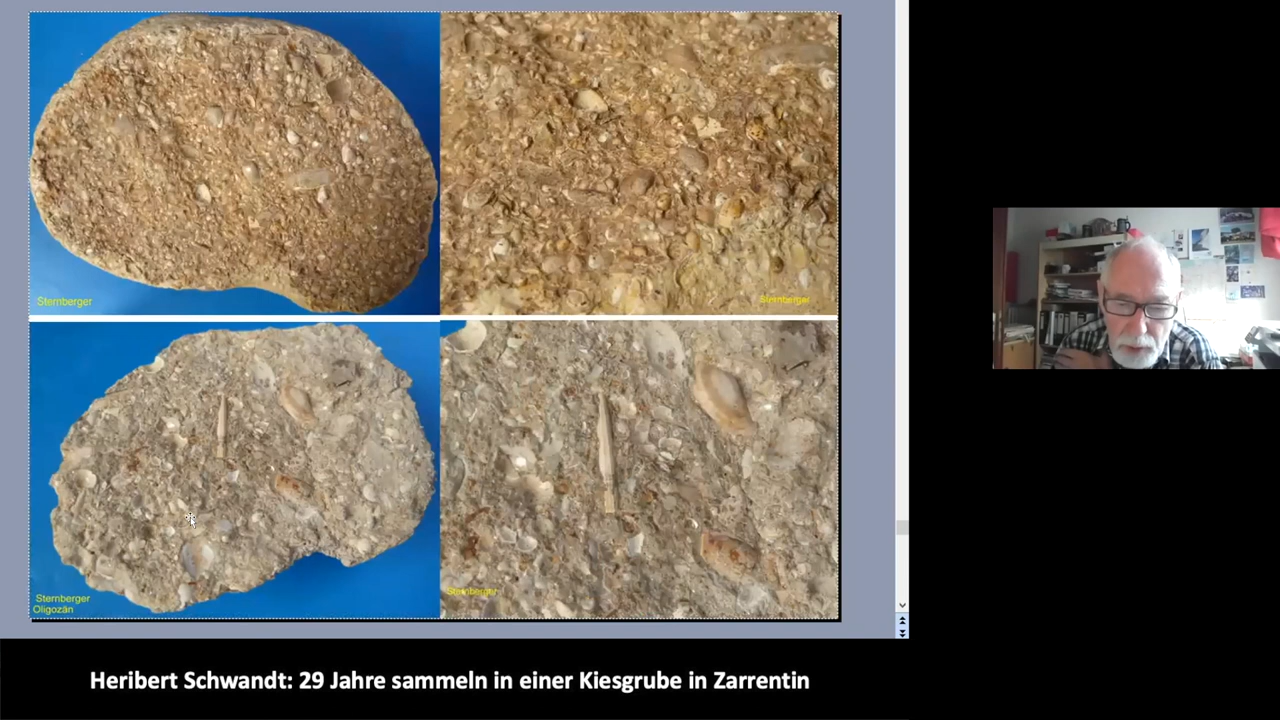 Sternberger
Sternberger
Sternberger
Oligozän
Sternberger
Heribert Schwandt: 29 Jahre sammeln in einer Kiesgrube in Zarrentin